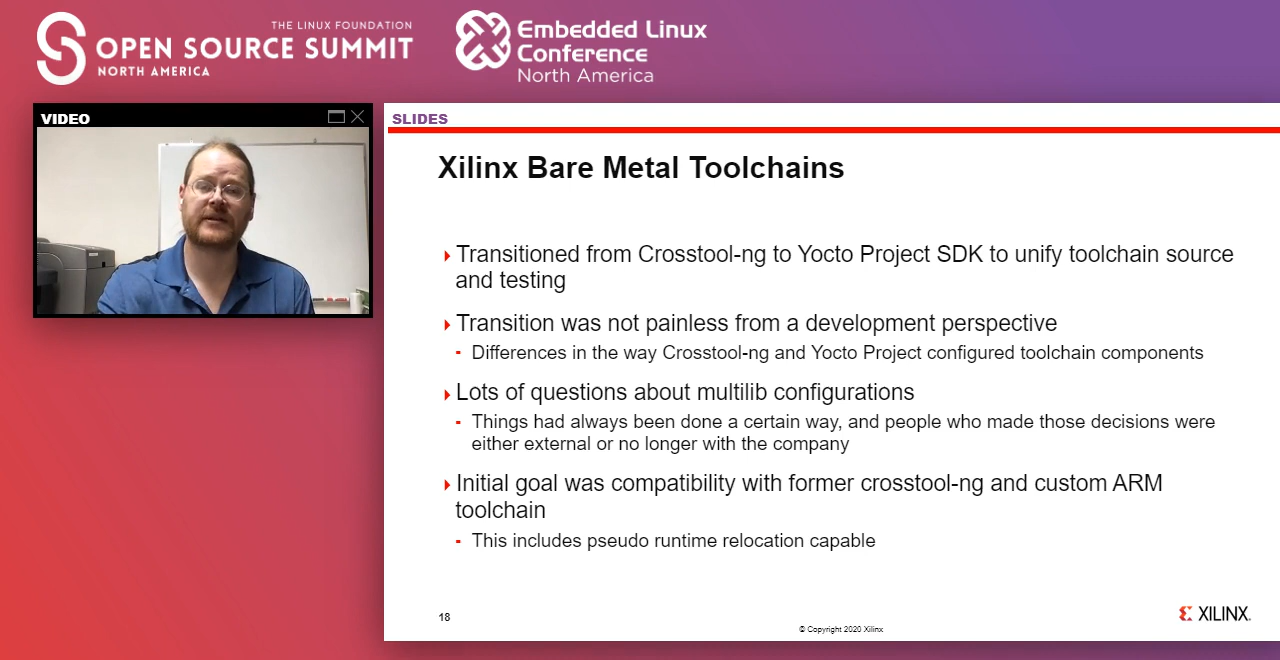 THE LINUX FOUNDATION
OPEN SOURCE SUMMIT
NORTH AMERICA
Embedded Linux
Conference
North America
VIDEO
SLIDES
Xilinx Bare Metal Toolchains
Transitioned from Crosstool-ng to Yocto Project SDK to unify toolchain source
and testing
Transition was not painless from a development perspective
- Differences in the way Crosstool-ng and Yocto Project configured toolchain components
Lots of questions about multilib configurations
- Things had always been done a certain way, and people who made those decisions were
either external or no longer with the company
Initial goal was compatibility with former crosstool-ng and custom ARM
toolchain
- This includes pseudo runtime relocation capable
18
© Copyright 2020 Xilinx
XILINX.